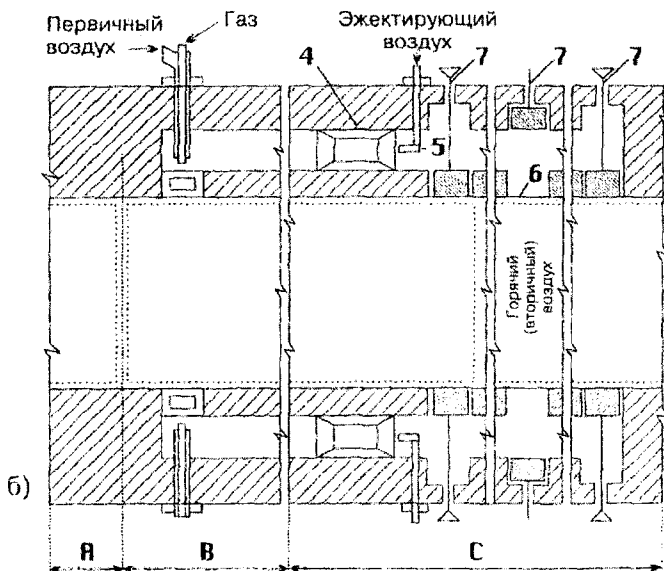 Первичный
воздух
Газ
Эжектирующий
воздух
7
7
7
4
5
6
Горячий
(вторичный)
воздух
б)
А
В
С